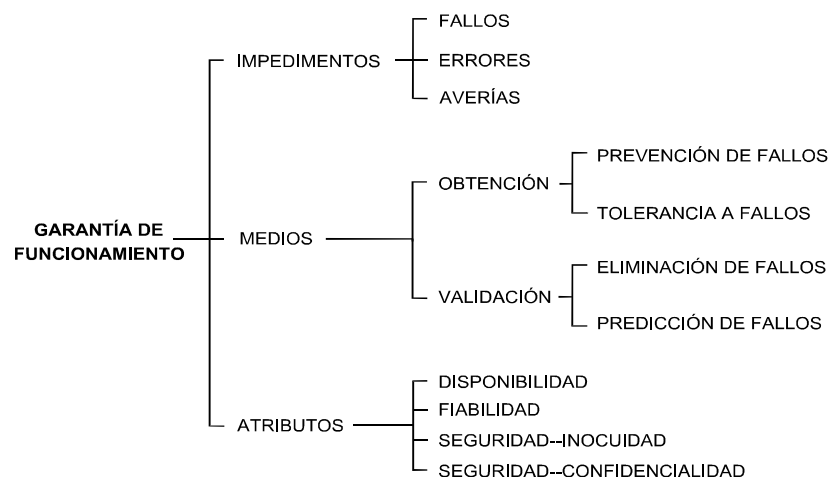 FALLOS
IMPEDIMENTOS
ERRORES
AVERÍAS
PREVENCIÓN DE FALLOS
OBTENCIÓN
TOLERANCIA A FALLOS
GARANTÍA DE
FUNCIONAMIENTO
MEDIOS
ELIMINACIÓN DE FALLOS
VALIDACIÓN
PREDICCIÓN DE FALLOS
DISPONIBILIDAD
FIABILIDAD
ATRIBUTOS
SEGURIDAD--INOCUIDAD
SEGURIDAD--CONFIDENCIALIDAD